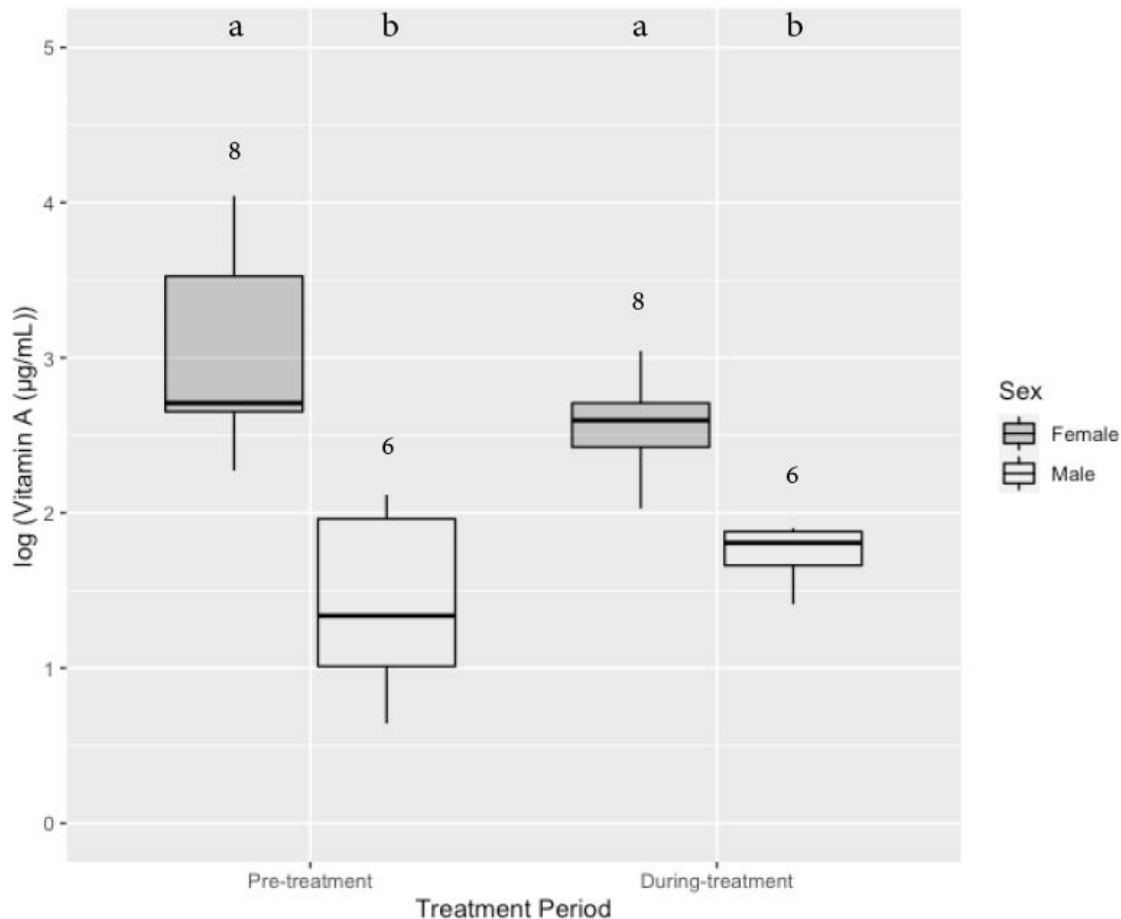 a b a b
5
8
4
8
3
6
6
2
1
0
log (Vitamin A (µg/mL))
Pre-treatment During-treatment
Treatment Period
Sex
Female
Male